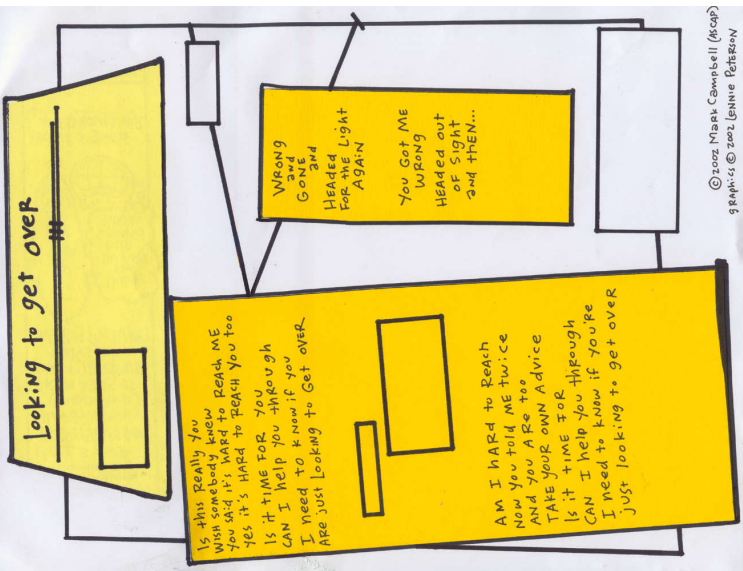 Looking to get over
Is this Really you
Wish somebody knew
You said it's hard to reach me
Yes it's hard to reach you too
Is it time for you
Can I help you through
I need to know if you
Are just looking to get over
Am I hard to reach
Now you told me twice
And you are too
Take your own advice
Is it time for
Can I help you through
I need to know if you're
just looking to get over
Wrong
and
Gone
and
Headed
For the Light
Again
You Got Me
Wrong
Headed out
of Sight
and then...
© 2002 Mark Campbell (ASCAP)
graphics © 2002 Lennie Peterson